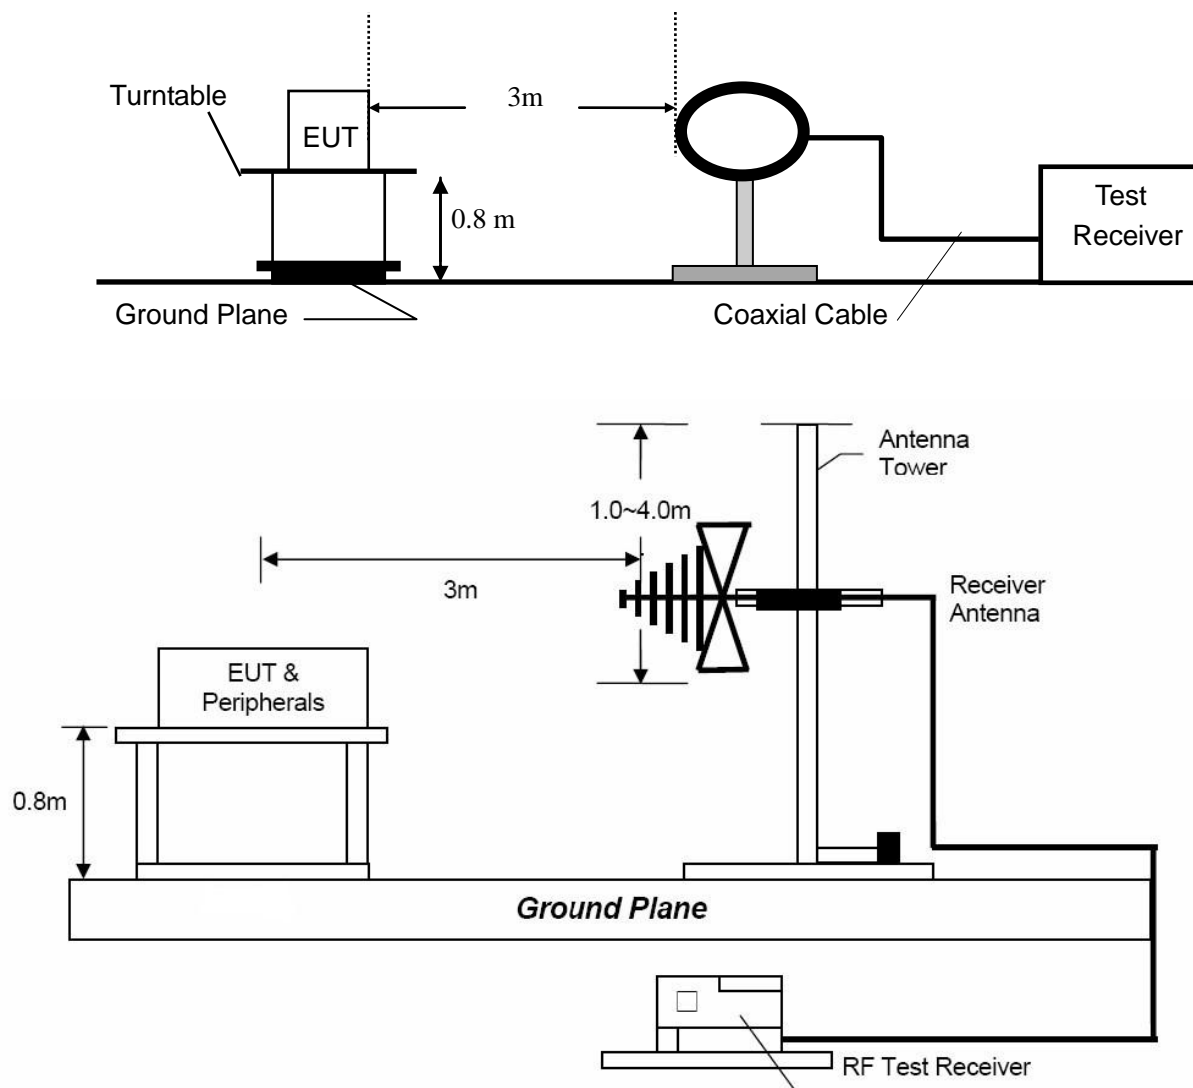 Turntable
3m
EUT
0.8 m
Test
Receiver
Ground Plane
Coaxial Cable
Antenna
Tower
1.0~4.0m
3m
Receiver
Antenna
EUT &
Peripherals
0.8m
Ground Plane
RF Test Receiver